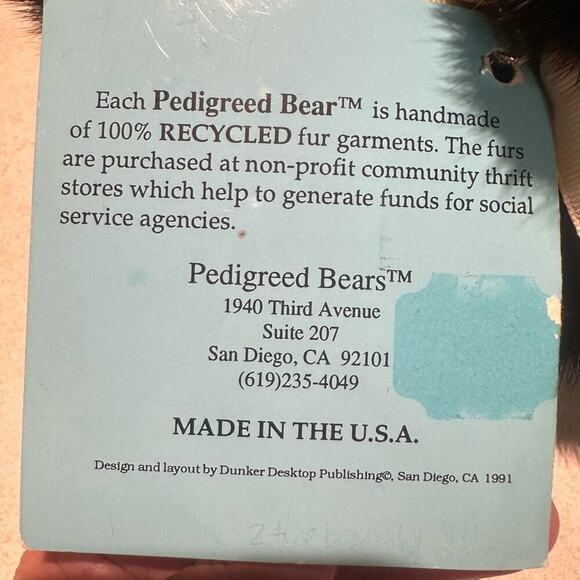 Each Pedigreed Bear™ is handmade
of 100% RECYCLED fur garments. The furs
are purchased at non-profit community thrift
stores which help to generate funds for social
service agencies.
Pedigreed Bears™
1940 Third Avenue
Suite 207
San Diego, CA 92101
(619)235-4049
MADE IN THE U.S.A.
Design and layout by Dunker Desktop Publishing©, San Diego, CA 1991